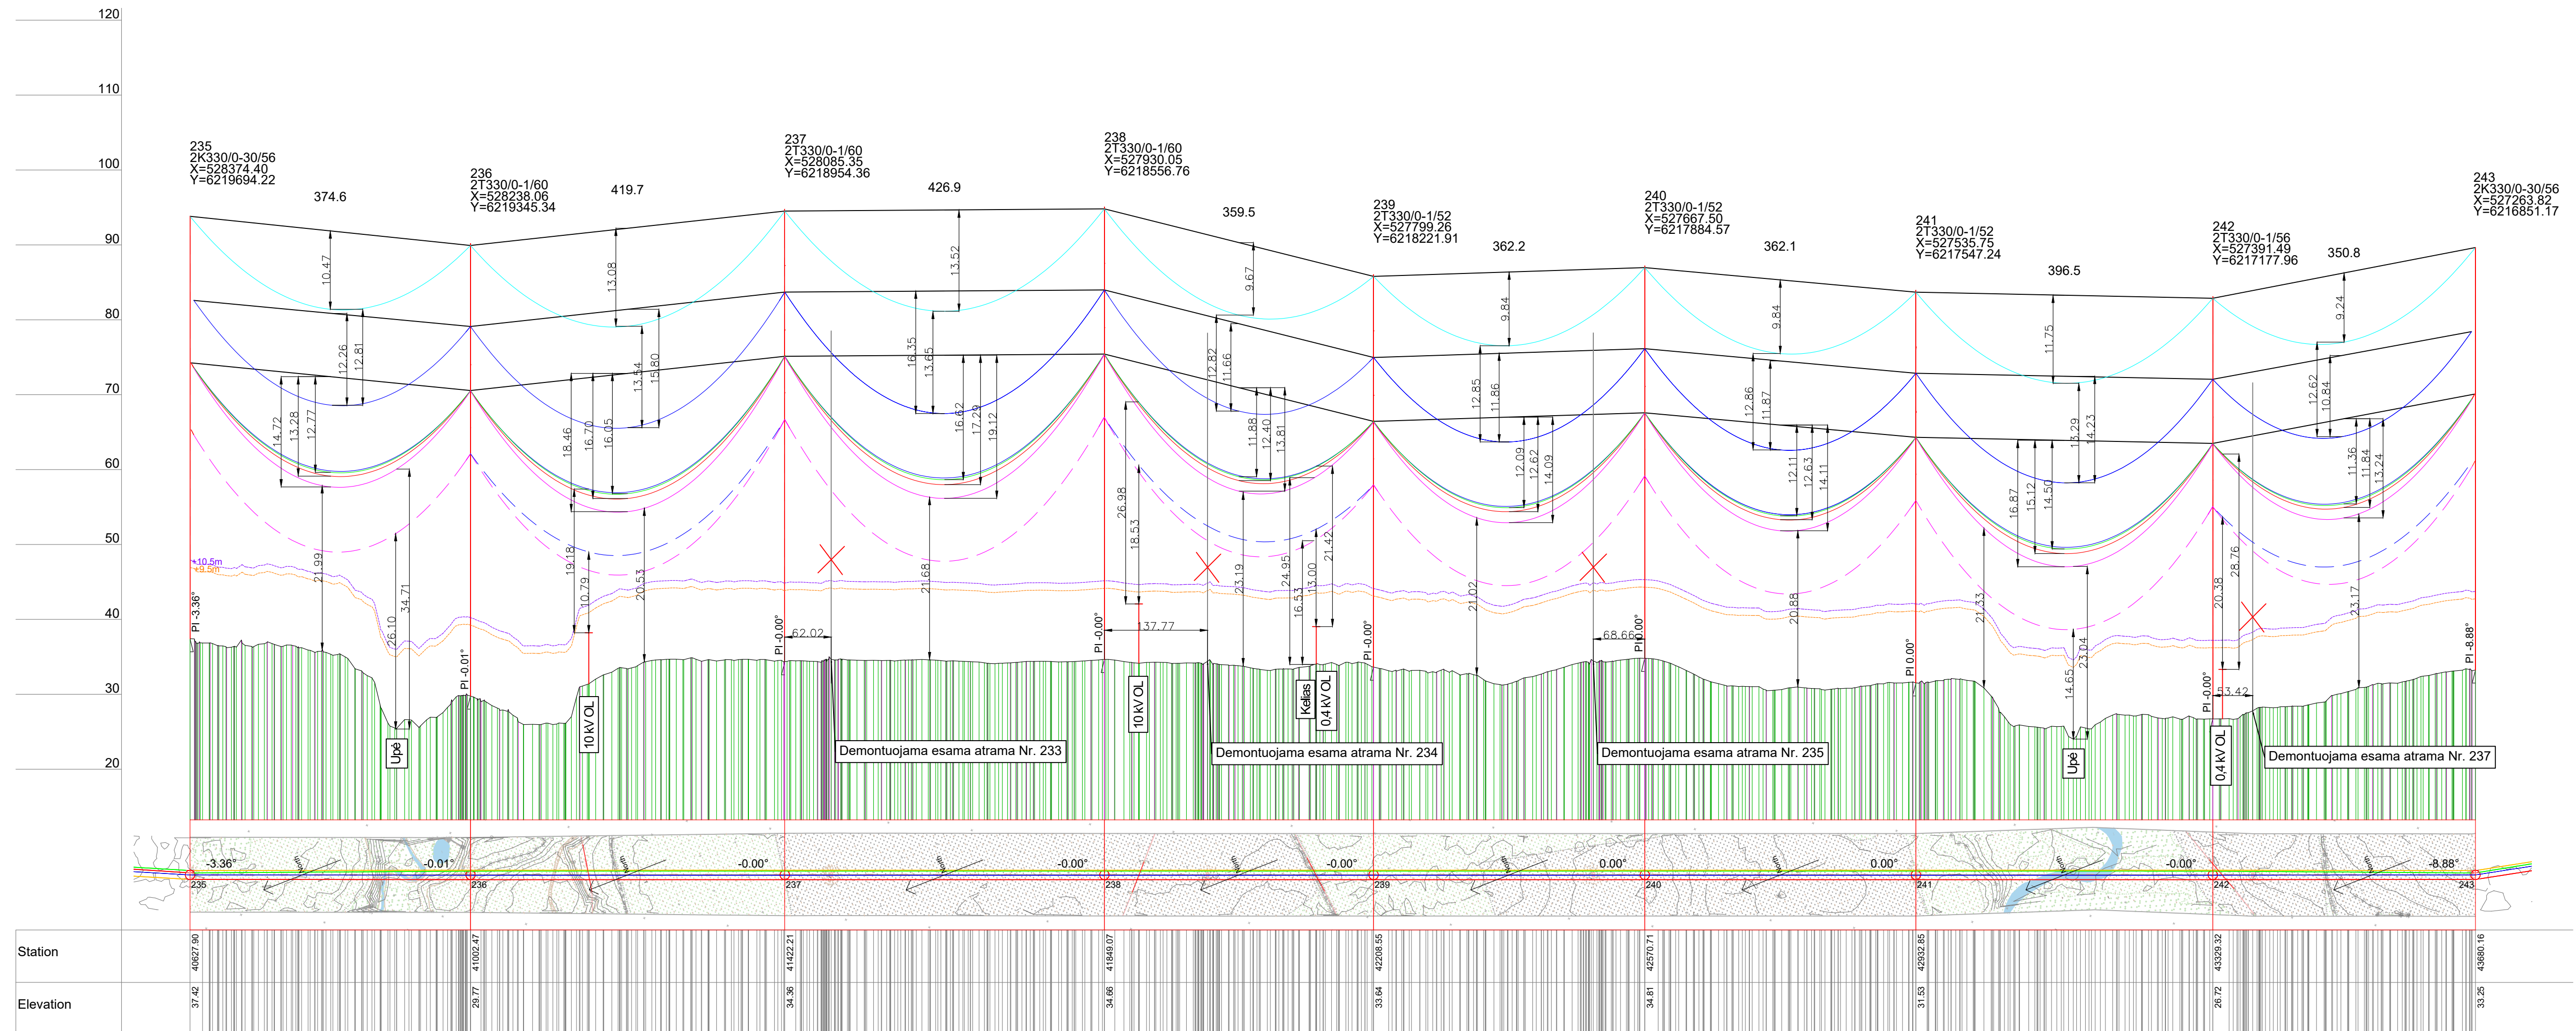 120
110
100
90
80
70
60
50
40
30
20
235
2K330/0-30/56
X=528374.40
Y=6219694.22
374.6
236
2T330/0-1/60
X=528238.06
Y=6219345.34
419.7
237
2T330/0-1/60
X=528085.35
Y=6218954.36
426.9
238
2T330/0-1/60
X=527930.05
Y=6218556.76
359.5
239
2T330/0-1/52
X=527799.26
Y=6218221.91
362.2
240
2T330/0-1/52
X=527667.50
Y=6217884.57
362.1
241
2T330/0-1/52
X=527535.75
Y=6217547.24
396.5
242
2T330/0-1/56
X=527391.49
Y=6217177.96
350.8
243
2K330/0-30/56
X=527263.82
Y=6216851.17
10.47
12.26
12.81
14.72
13.28
12.77
21.99
26.10
34.71
13.08
13.54
15.80
18.46
16.70
16.05
19.18
10.79
20.53
13.52
16.35
13.65
16.62
17.29
19.12
21.68
9.67
12.82
11.66
11.88
12.40
13.81
26.98
18.53
23.19
24.95
16.53
13.00
21.42
9.84
12.85
11.86
12.09
12.62
14.09
21.02
9.84
12.86
11.87
12.11
12.63
14.11
20.88
11.75
13.29
14.23
16.87
15.12
14.50
21.33
14.65
23.04
9.24
12.62
10.84
11.36
11.84
13.24
20.38
28.76
23.17
+10.5m
+9.5m
PI -3.36°
PI -0.01°
PI -0.00°
PI -0.00°
PI -0.00°
PI 0.00°
PI 0.00°
PI -0.00°
PI -8.88°
62.02
137.77
68.66
53.42
Upė
10 kV OL
Demontuojama esama atrama Nr. 233
10 kV OL
Demontuojama esama atrama Nr. 234
Kelias
0,4 kV OL
Demontuojama esama atrama Nr. 235
Upė
0,4 kV OL
Demontuojama esama atrama Nr. 237
-3.36°
-0.01°
-0.00°
-0.00°
-0.00°
0.00°
0.00°
-0.00°
-8.88°
North
North
North
North
North
North
North
North
235
236
237
238
239
240
241
242
243
Station
40627.90
41002.47
41422.21
41849.07
42208.55
42570.71
42932.85
43329.32
43680.16
Elevation
37.42
29.77
34.36
34.66
33.64
34.81
31.53
26.72
33.25